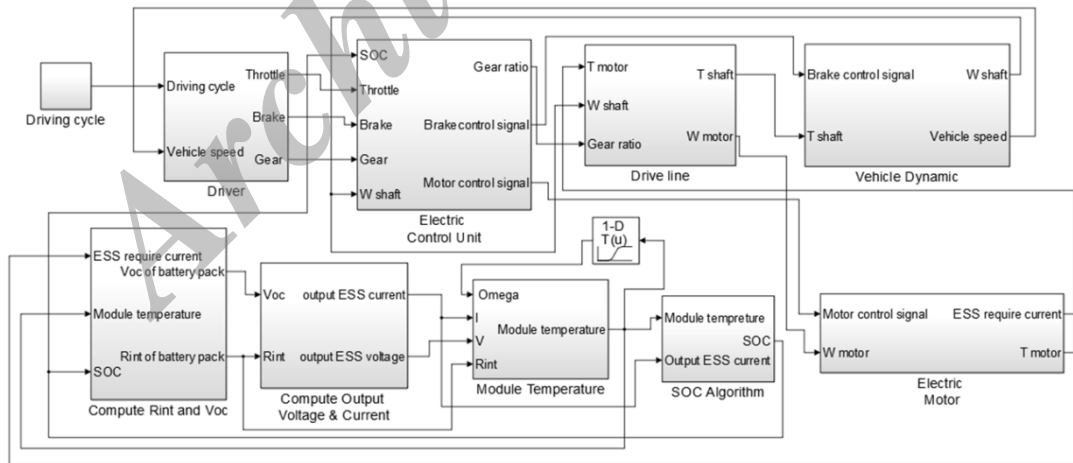 Driving cycle
Driving cycle
Vehicle speed
Throttle
Brake
Gear
Driver
SOC
Throttle
Brake
Gear
W shaft
Gear ratio
Brake control signal
Motor control signal
Electric
Control Unit
T motor
W shaft
Gear ratio
T shaft
W motor
Drive line
Brake control signal
T shaft
W shaft
Vehicle speed
Vehicle Dynamic
ESS require current
Voc of battery pack
Module temperature
Rint of battery pack
SOC
Compute Rint and Voc
Voc
Rint
output ESS current
output ESS voltage
Compute Output
Voltage & Current
1-D
T(u)
Omega
I
V
Rint
Module temperature
Module Temperature
Module tempreture
SOC
Output ESS current
SOC Algorithm
Motor control signal
W motor
ESS require current
T motor
Electric
Motor